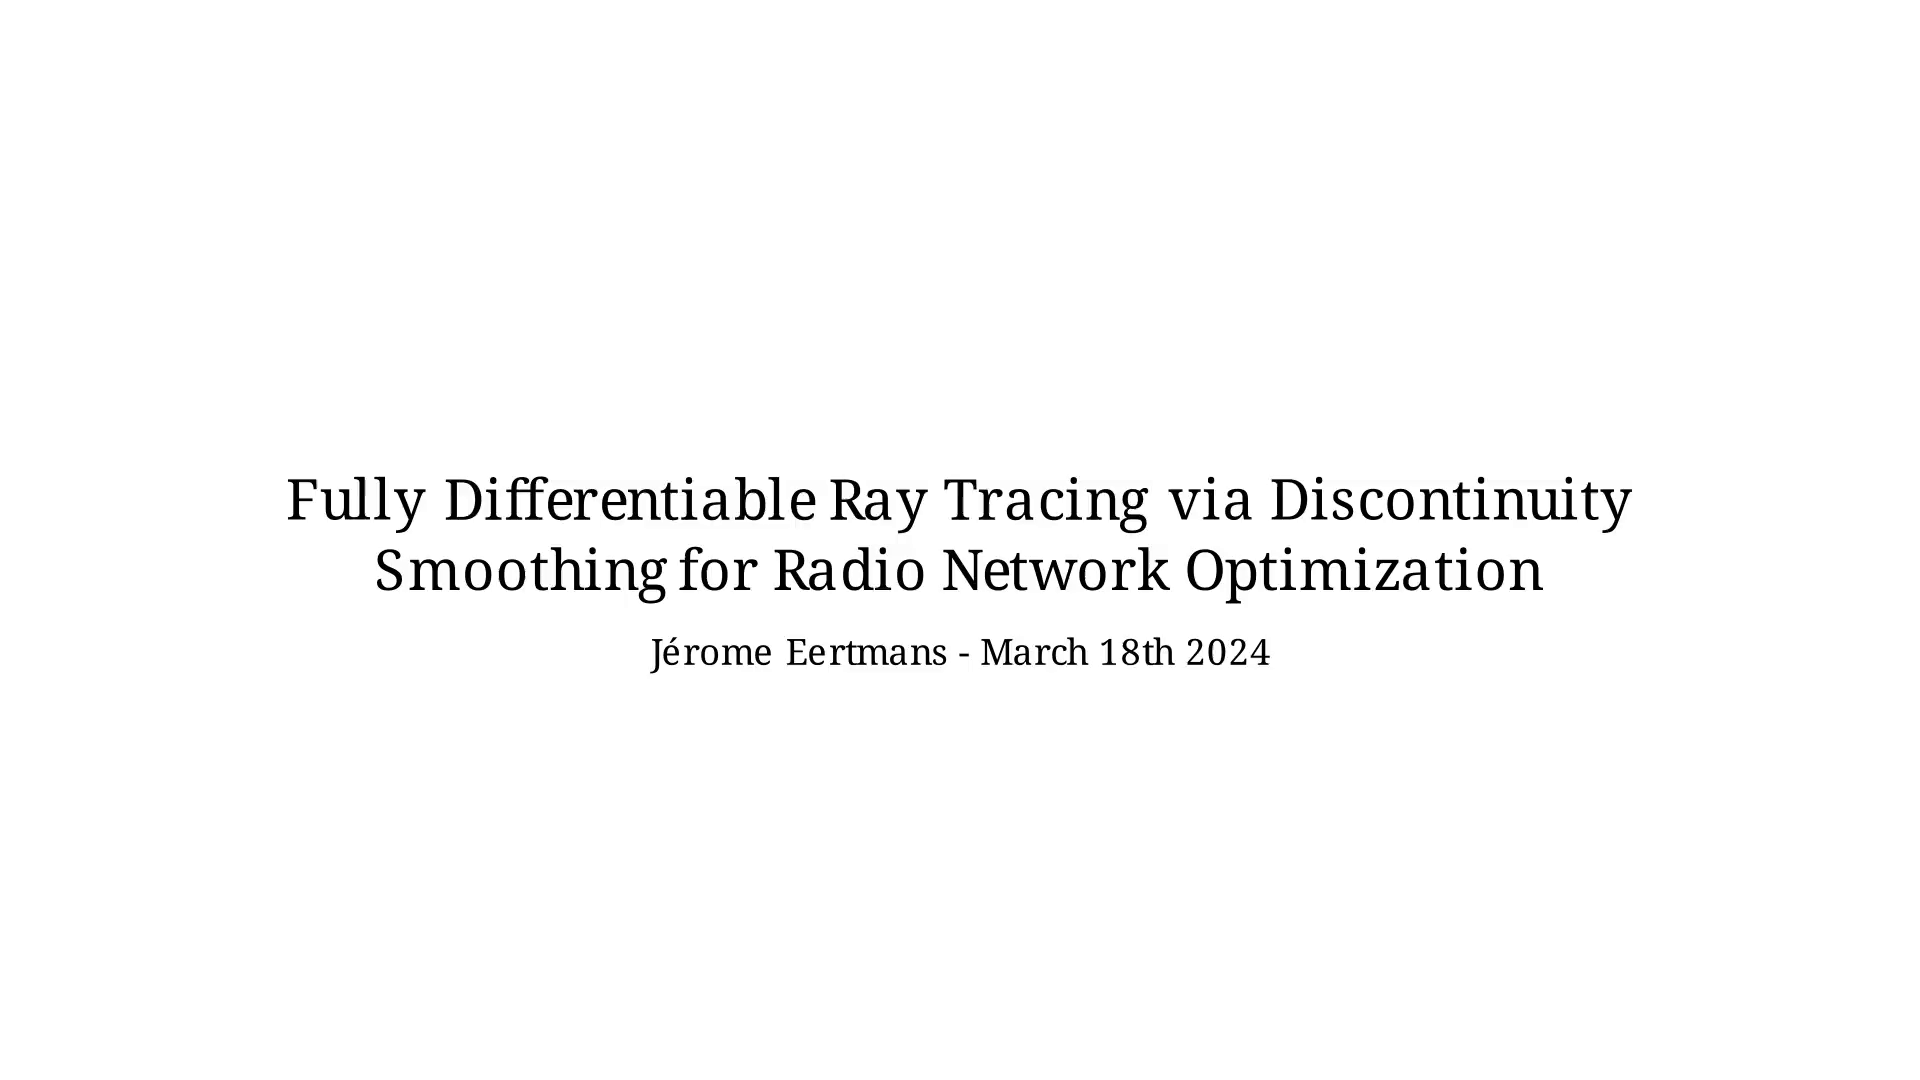 Fully Differentiable Ray Tracing via Discontinuity
Smoothing for Radio Network Optimization
Jérome Eertmans - March 18th 2024